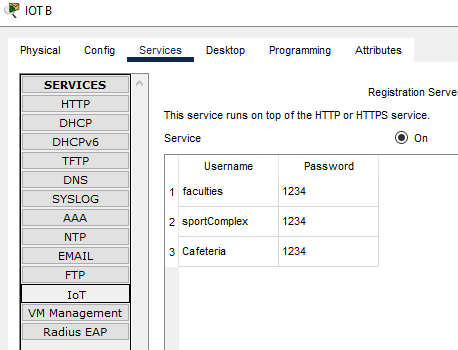 IOT B
Physical Config Services Desktop Programming Attributes
SERVICES
HTTP
DHCP
DHCPv6
TFTP
DNS
SYSLOG
AAA
NTP
EMAIL
FTP
IoT
VM Management
Radius EAP
Registration Server
This service runs on top of the HTTP or HTTPS service.
Service On
Username Password
1 faculties 1234
2 sportComplex 1234
3 Cafeteria 1234